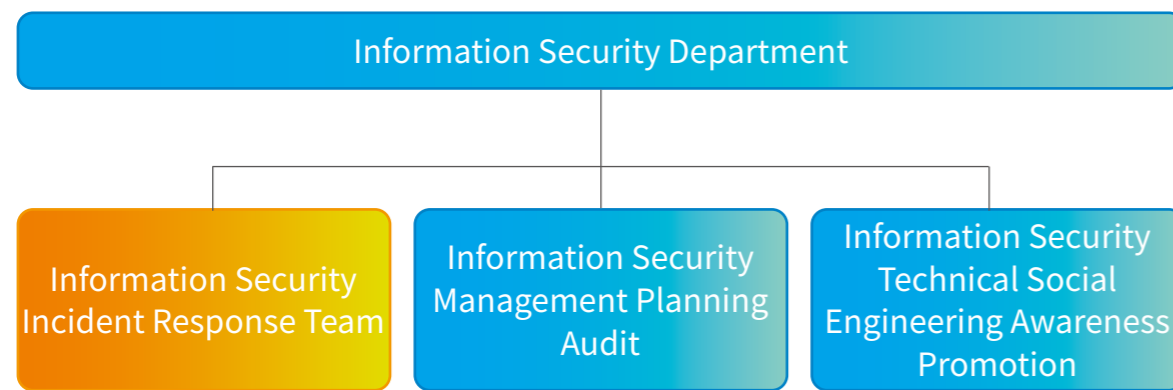 Information Security Department
Information Security
Incident Response Team
Information Security
Management Planning
Audit
Information Security
Technical Social
Engineering Awareness
Promotion